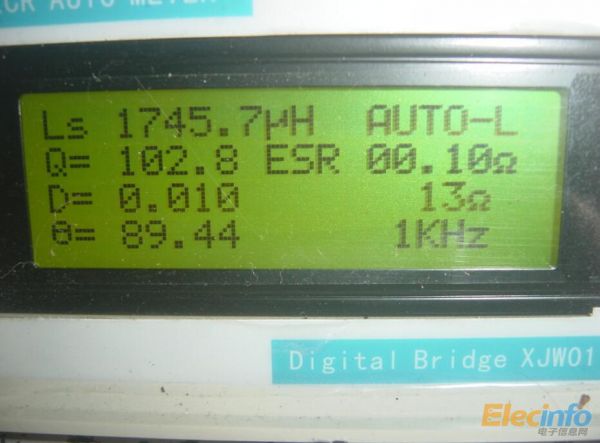 LCR AUTO METER
Ls 1745.7μH AUTO-L
Q= 102.8 ESR 00.10Ω
D= 0.010 13Ω
θ= 89.44 1KHz
Digital Bridge XJW01
Elecinfo
电子信息网